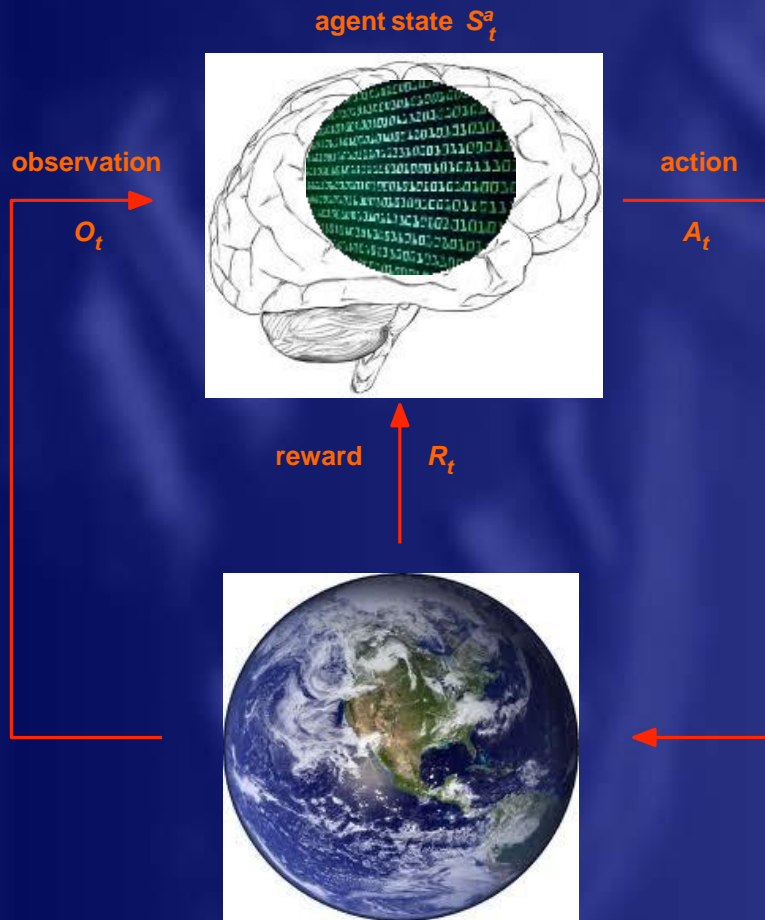 agent state S^a_t
observation
action
O_t
A_t
reward R_t